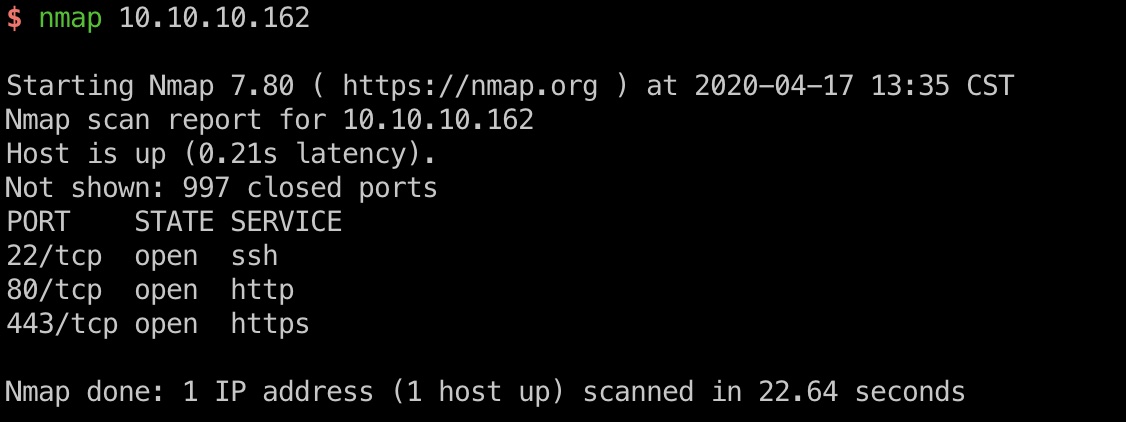 $ nmap 10.10.10.162
Starting Nmap 7.80 ( https://nmap.org ) at 2020-04-17 13:35 CST
Nmap scan report for 10.10.10.162
Host is up (0.21s latency).
Not shown: 997 closed ports
PORT    STATE SERVICE
22/tcp  open  ssh
80/tcp  open  http
443/tcp open  https
Nmap done: 1 IP address (1 host up) scanned in 22.64 seconds